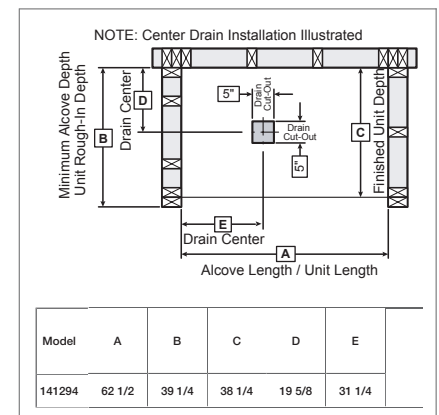 NOTE: Center Drain Installation Illustrated
Minimum Alcove Depth
Unit Rough-In Depth
B
Drain Center
D
5"
Drain
Cut-Out
Drain
Cut-Out
5"
C
Finished Unit Depth
E
Drain Center
A
Alcove Length / Unit Length
Model A B C D E
141294 62 1/2 39 1/4 38 1/4 19 5/8 31 1/4